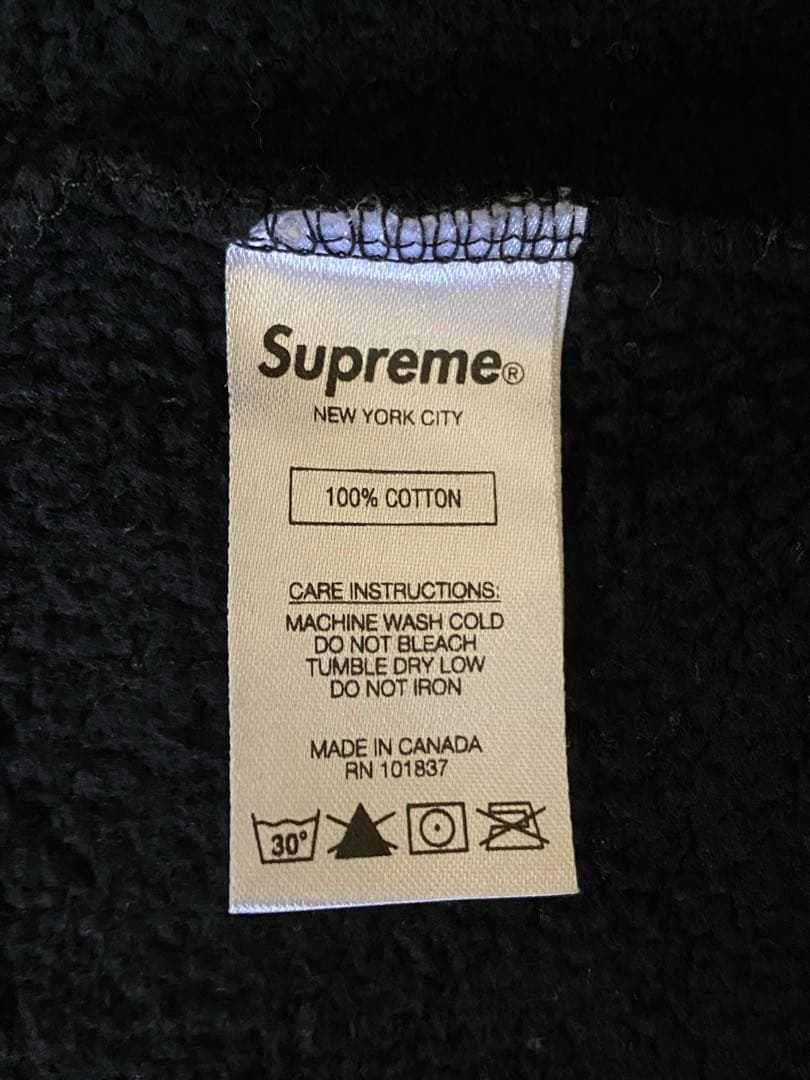 Supreme®
NEW YORK CITY
100% COTTON
CARE INSTRUCTIONS:
MACHINE WASH COLD
DO NOT BLEACH
TUMBLE DRY LOW
DO NOT IRON
MADE IN CANADA
RN 101837
30°